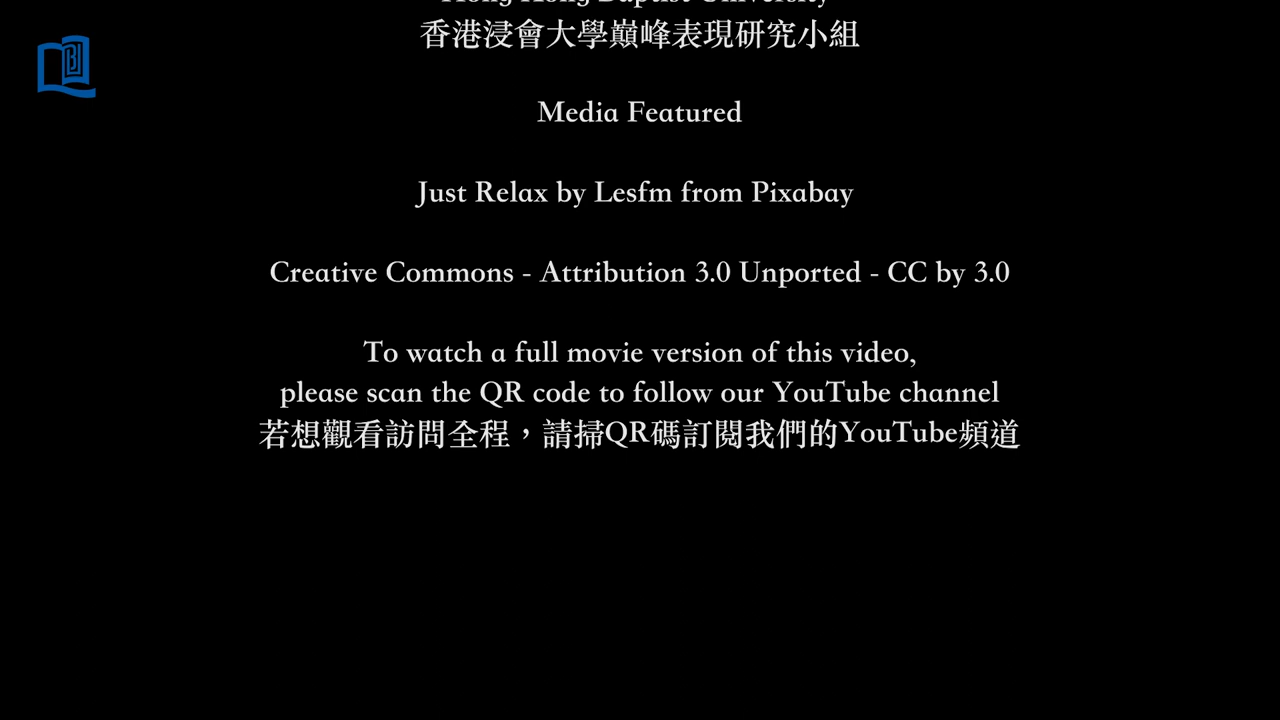 Hong Kong Baptist University
香港浸會大學巔峰表現研究小組
Media Featured
Just Relax by Lesfm from Pixabay
Creative Commons - Attribution 3.0 Unported - CC by 3.0
To watch a full movie version of this video,
please scan the QR code to follow our YouTube channel
若想觀看訪問全程，請掃QR碼訂閱我們的YouTube頻道